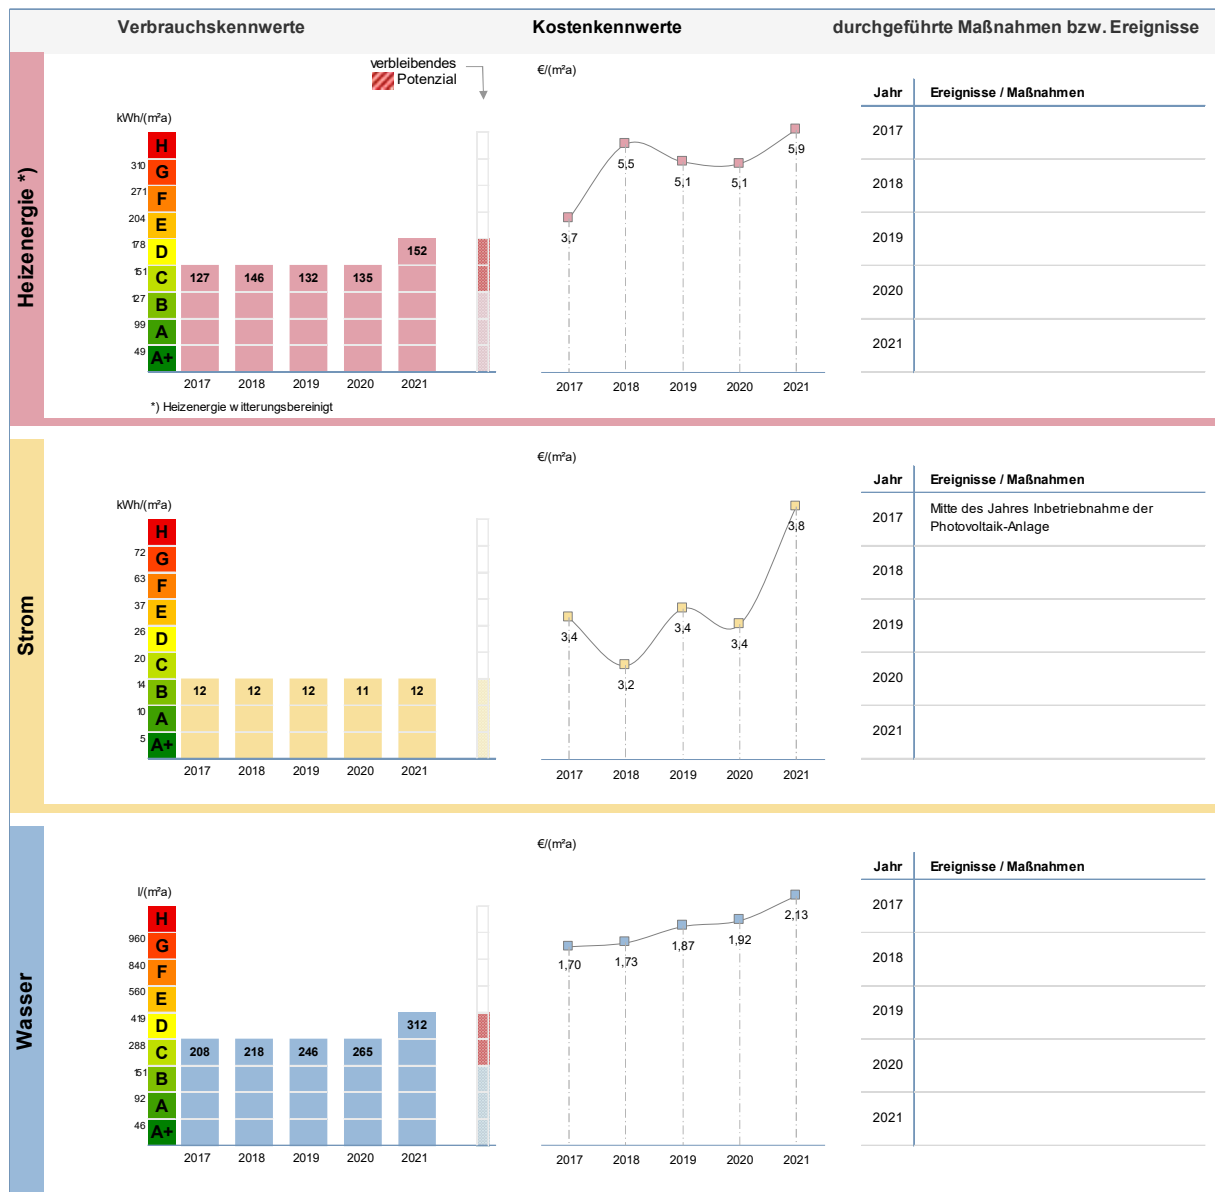 Verbrauchskennwerte
Kostenkennwerte
durchgeführte Maßnahmen bzw. Ereignisse
Heizenergie *)
verbleibendes
Potenzial
kWh/(m²a)
H
310
G
271
F
204
E
178
D
151
C
127
B
99
A
49
A+
127
146
132
135
152
2017
2018
2019
2020
2021
*) Heizenergie witterungsbereinigt
€/(m²a)
3,7
5,5
5,1
5,1
5,9
2017
2018
2019
2020
2021
Jahr Ereignisse / Maßnahmen
2017
2018
2019
2020
2021
Strom
kWh/(m²a)
H
72
G
63
F
37
E
26
D
20
C
14
B
10
A
5
A+
12
12
12
11
12
2017
2018
2019
2020
2021
€/(m²a)
3,4
3,2
3,4
3,4
3,8
2017
2018
2019
2020
2021
Jahr Ereignisse / Maßnahmen
2017 Mitte des Jahres Inbetriebnahme der
Photovoltaik-Anlage
2018
2019
2020
2021
Wasser
l/(m²a)
H
960
G
840
F
560
E
419
D
288
C
151
B
92
A
46
A+
208
218
246
265
312
2017
2018
2019
2020
2021
€/(m²a)
1,70
1,73
1,87
1,92
2,13
2017
2018
2019
2020
2021
Jahr Ereignisse / Maßnahmen
2017
2018
2019
2020
2021